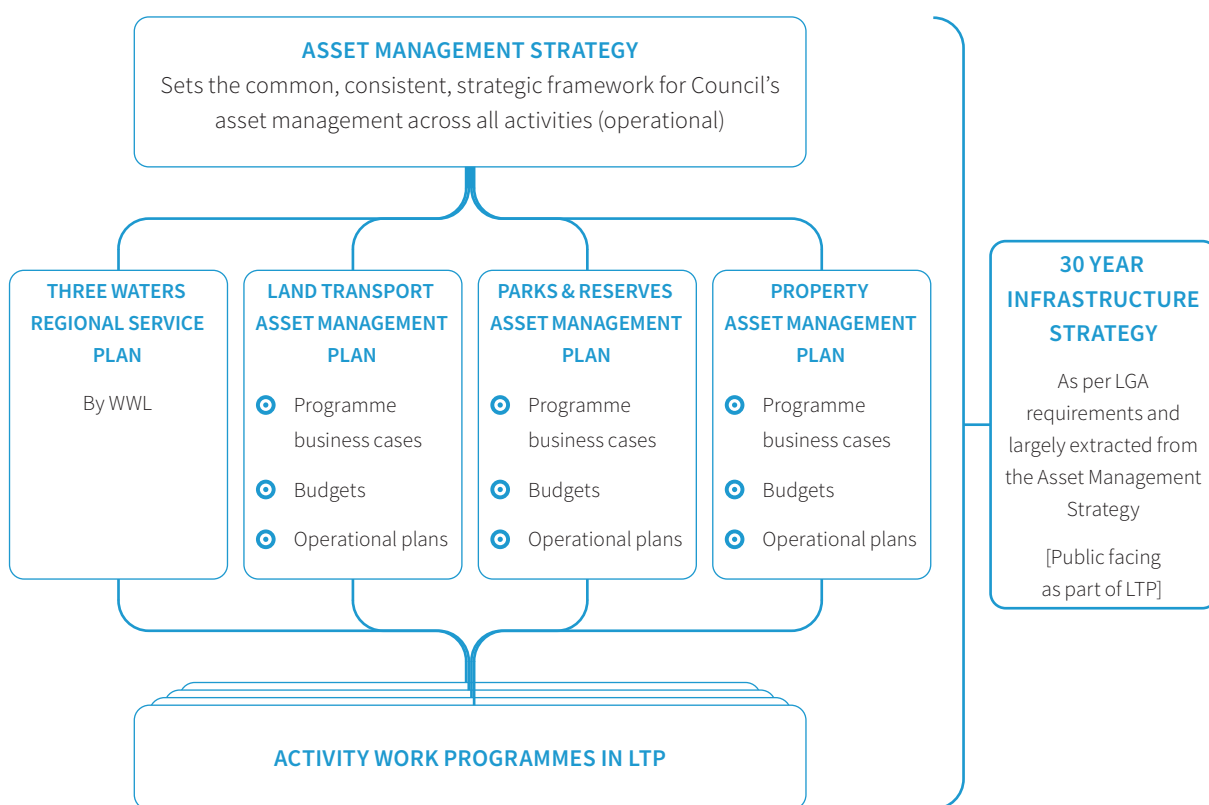 ASSET MANAGEMENT STRATEGY
Sets the common, consistent, strategic framework for Council’s
asset management across all activities (operational)
THREE WATERS
REGIONAL SERVICE
PLAN
By WWL
LAND TRANSPORT
ASSET MANAGEMENT
PLAN
Programme
business cases
Budgets
Operational plans
PARKS & RESERVES
ASSET MANAGEMENT
PLAN
Programme
business cases
Budgets
Operational plans
PROPERTY
ASSET MANAGEMENT
PLAN
Programme
business cases
Budgets
Operational plans
30 YEAR
INFRASTRUCTURE
STRATEGY
As per LGA
requirements and
largely extracted from
the Asset Management
Strategy
[Public facing
as part of LTP]
ACTIVITY WORK PROGRAMMES IN LTP